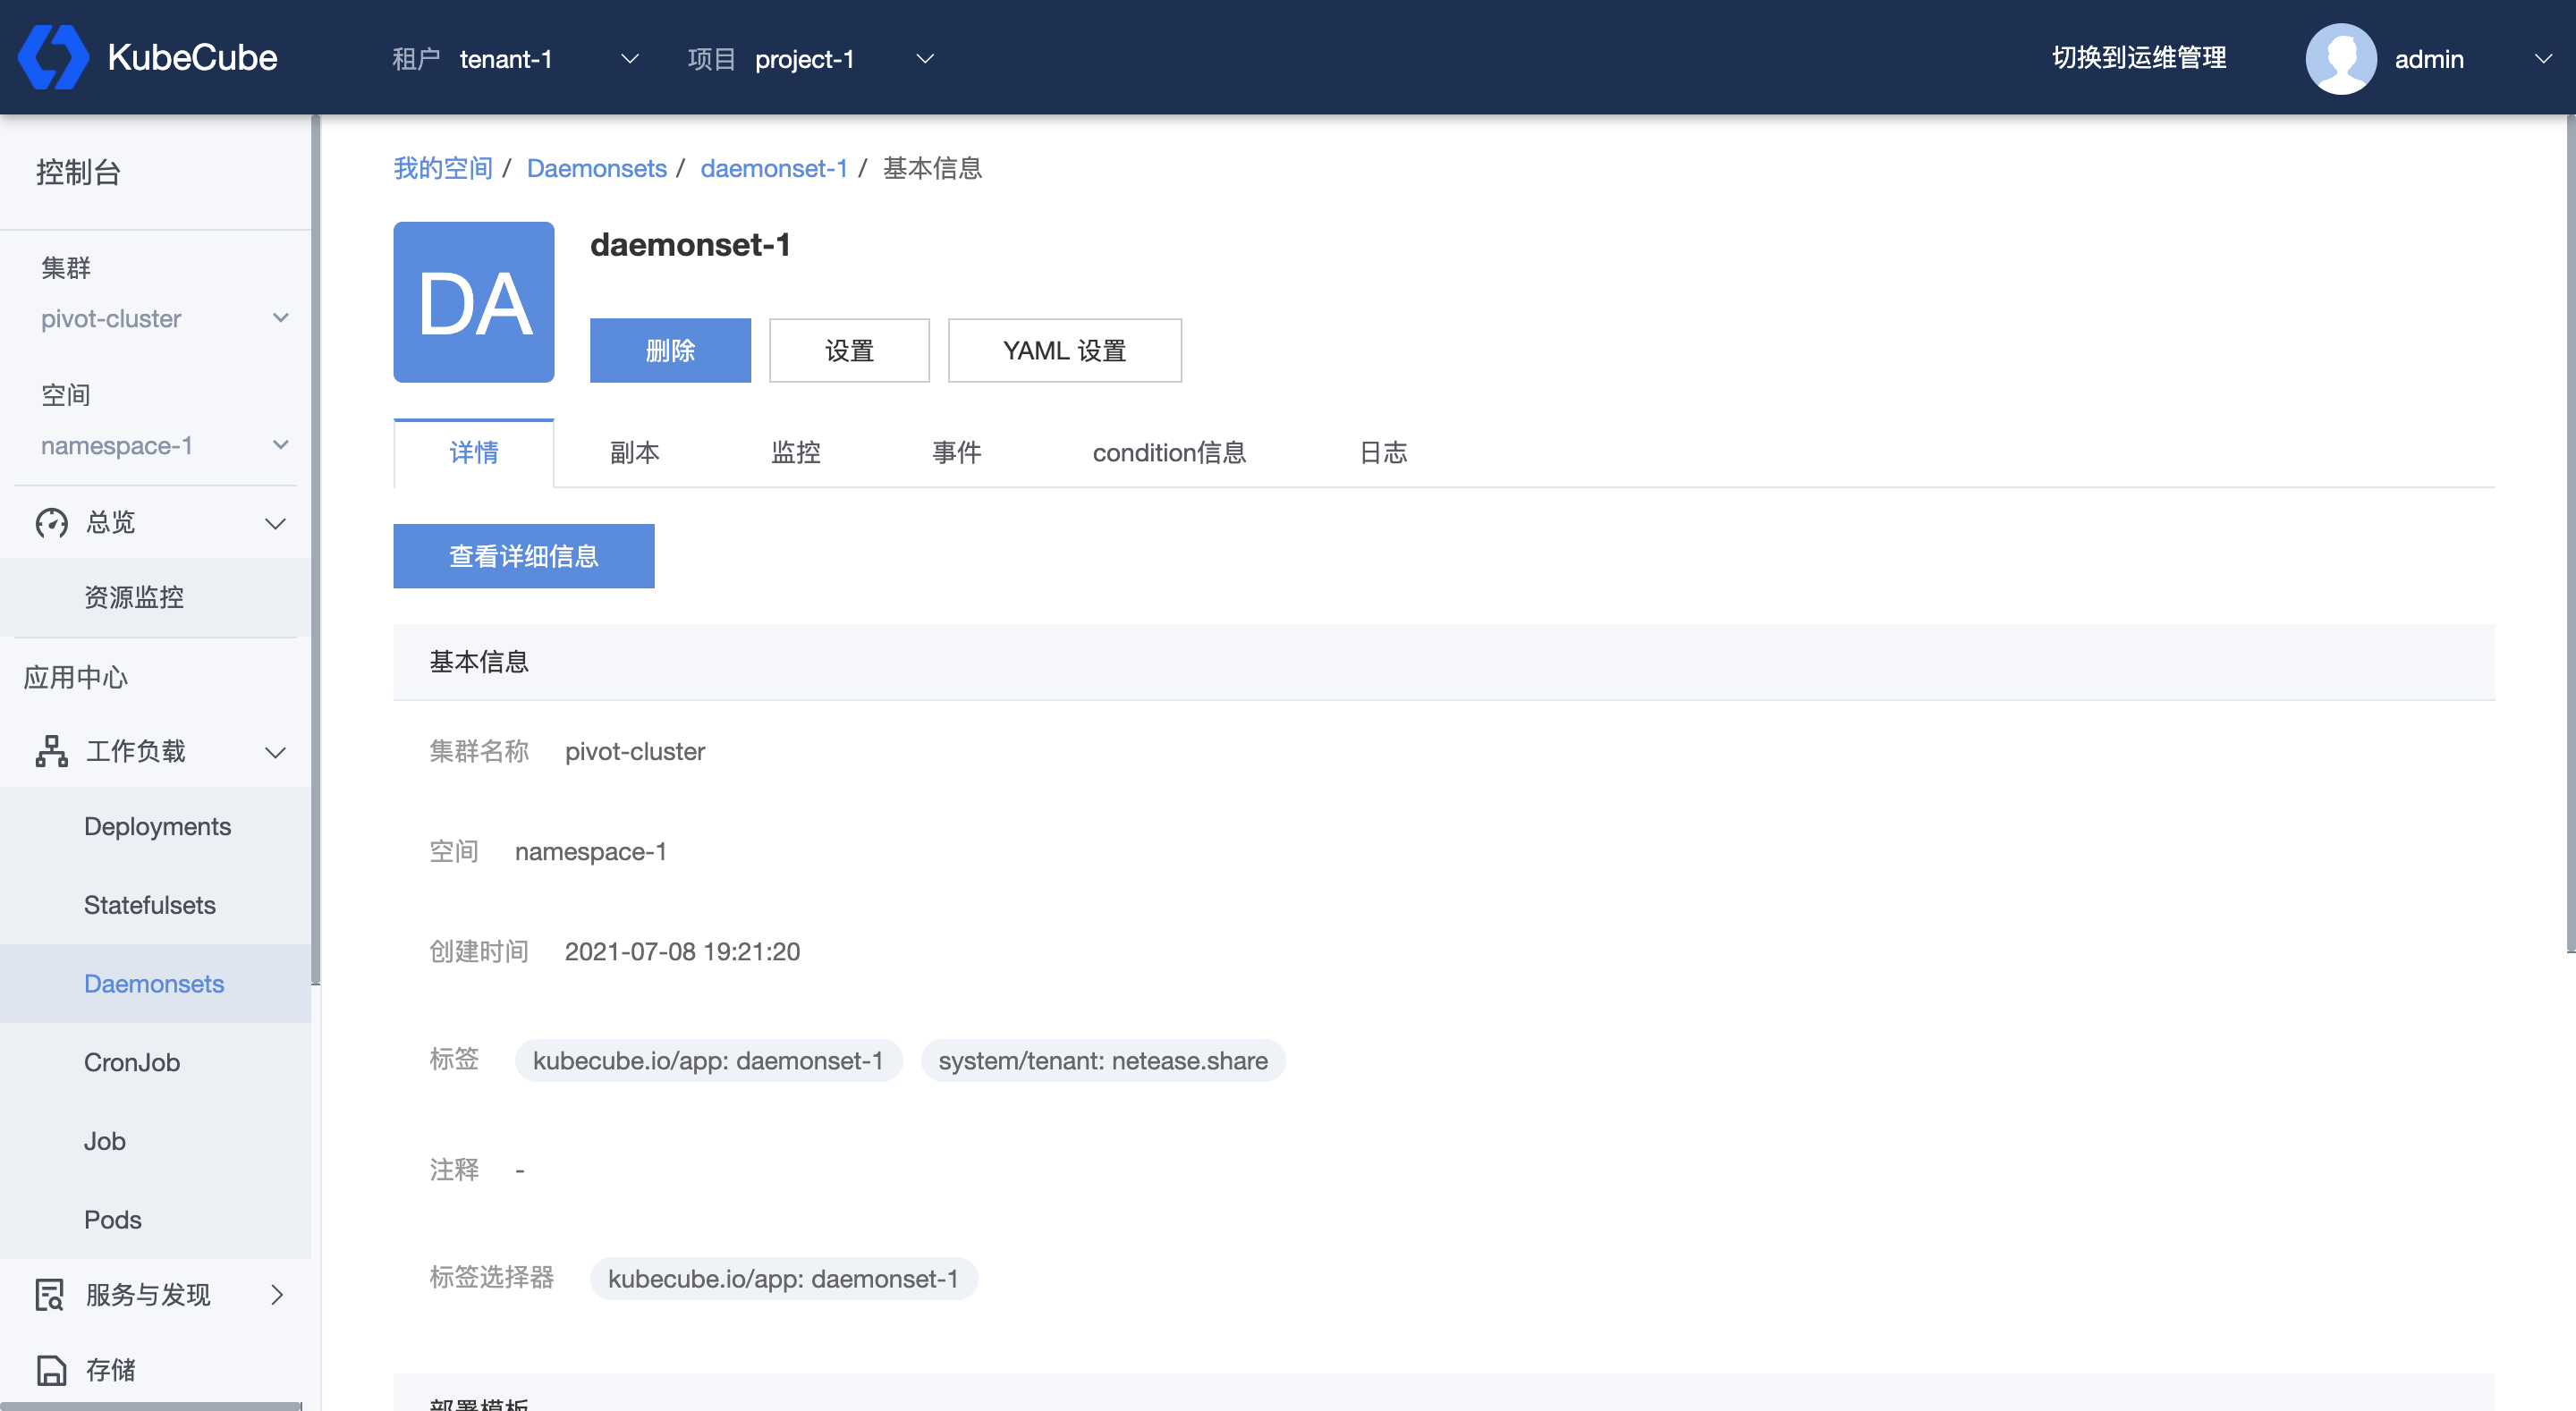 KubeCube 租户 tenant-1 项目 project-1 切换到运维管理 admin
控制台
集群
pivot-cluster
空间
namespace-1
总览
资源监控
应用中心
工作负载
Deployments
Statefulsets
Daemonsets
CronJob
Job
Pods
服务与发现
存储
我的空间 / Daemonsets / daemonset-1 / 基本信息
DA
daemonset-1
删除 设置 YAML 设置
详情 副本 监控 事件 condition信息 日志
查看详细信息
基本信息
集群名称 pivot-cluster
空间 namespace-1
创建时间 2021-07-08 19:21:20
标签 kubecube.io/app: daemonset-1 system/tenant: netease.share
注释 -
标签选择器 kubecube.io/app: daemonset-1
部署模板